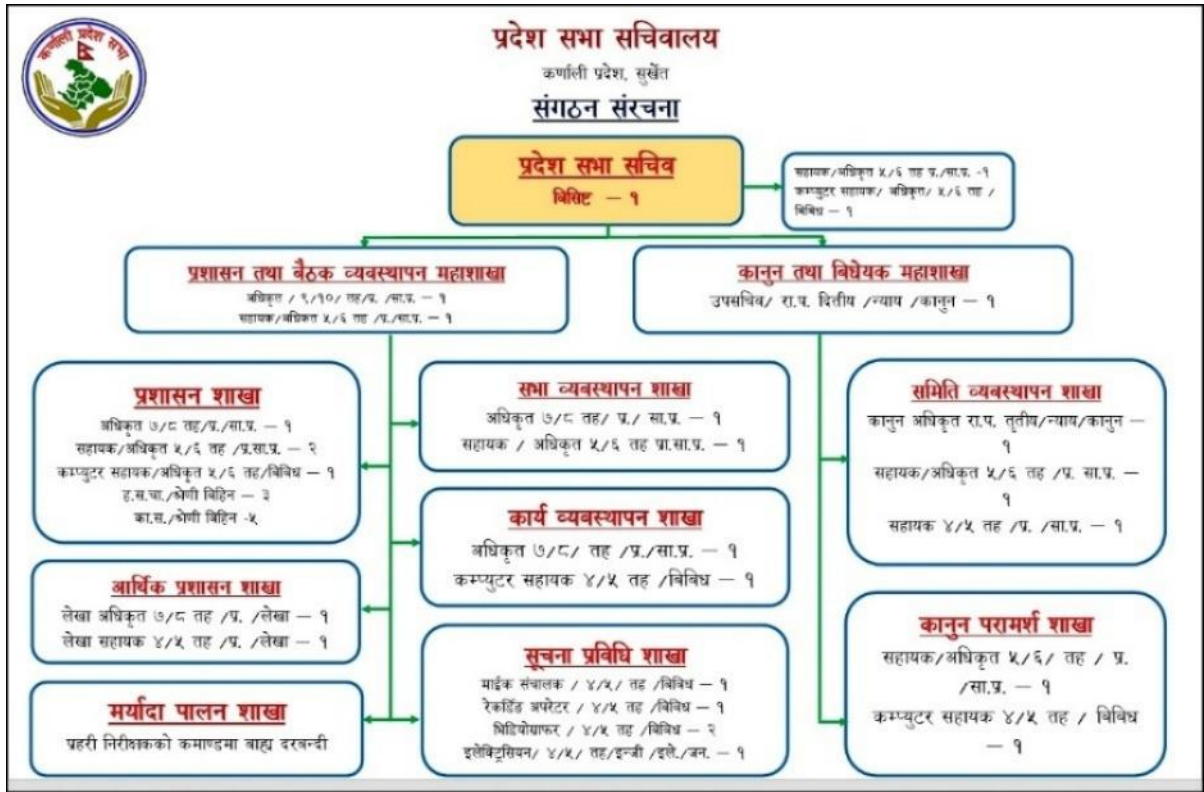 कर्णाली प्रदेश सभा
प्रदेश सभा सचिवालय
कर्णाली प्रदेश, सुर्खेत
संगठन संरचना
प्रदेश सभा सचिव
बिसिष्ट – १
सहायक/अधिकृत ५/६ तह प्र./सा.प्र. -१
कम्प्युटर सहायक/ अधिकृत/ ५/६ तह /
बिबिध – १
प्रशासन तथा बैठक व्यवस्थापन महाशाखा
अधिकृत / ९/१०/ तह/प्र. /सा.प्र. – १
सहायक/अधिकृत ५/६ तह /प्र./सा.प्र. – १
कानुन तथा बिधेयक महाशाखा
उपसचिव/ रा.प. दितीय /न्याय /कानुन – १
प्रशासन शाखा
अधिकृत ७/८ तह/प्र./सा.प्र. – १
सहायक/अधिकृत ५/६ तह /प्र.सा.प्र. – २
कम्प्युटर सहायक/अधिकृत ५/६ तह/बिबिध – १
ह.स.चा./श्रेणी बिहिन – ३
का.स./श्रेणी बिहिन -५
आर्थिक प्रशासन शाखा
लेखा अधिकृत ७/८ तह /प्र. /लेखा – १
लेखा सहायक ४/५ तह /प्र. /लेखा – १
मर्यादा पालन शाखा
प्रहरी निरीक्षकको कमाण्डमा बाह्य दरबन्दी
सभा व्यबस्थापन शाखा
अधिकृत ७/८ तह/ प्र./ सा.प्र. – १
सहायक / अधिकृत ५/६ तह प्रा.सा.प्र. – १
कार्य व्यवस्थापन शाखा
अधिकृत ७/८/ तह /प्र./सा.प्र. – १
कम्प्युटर सहायक ४/५ तह /बिबिध – १
सूचना प्रविधि शाखा
माईक संचालक / ४/५/ तह /बिविध – १
रेकर्डिङ अपरेटर / ४/५ तह /बिविध – १
भिडियोग्राफर / ४/५ तह /बिविध – २
इलेक्ट्रिसियन/ ४/५/ तह/इन्जी /इले./जन. – १
समिति व्यवस्थापन शाखा
कानुन अधिकृत रा.प. तृतीय/न्याय/कानुन –
१
सहायक/अधिकृत ५/६ तह /प्र. सा.प्र. –
१
सहायक ४/५ तह /प्र. /सा.प्र. – १
कानुन परामर्श शाखा
सहायक/अधिकृत ५/६/ तह / प्र.
/सा.प्र. – १
कम्प्युटर सहायक ४/५ तह / बिबिध
– १